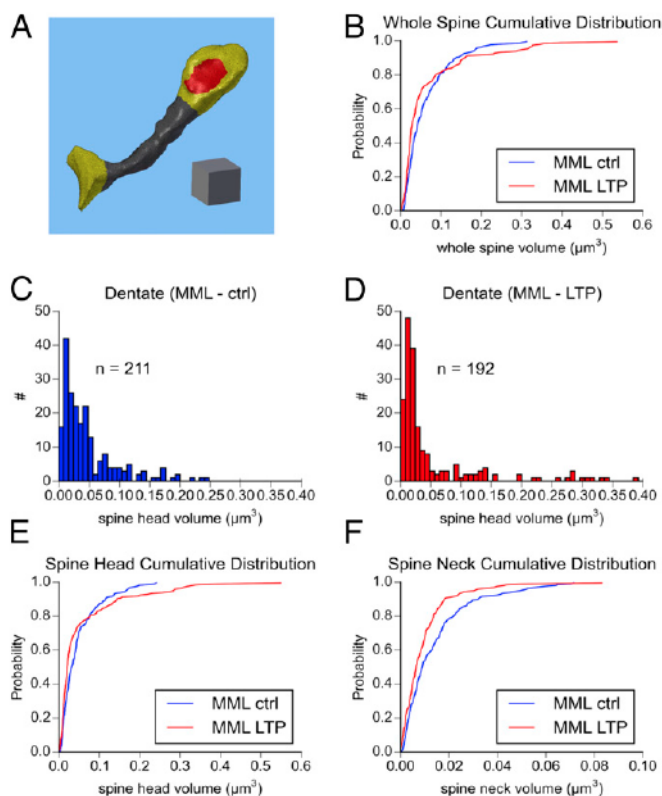 A
B
Whole Spine Cumulative Distribution
1.0
0.8
0.6
0.4
0.2
0.0
Probability
MML ctrl
MML LTP
0.0 0.1 0.2 0.3 0.4 0.5 0.6
whole spine volume (µm³)
C
Dentate (MML - ctrl)
50
40
30
20
10
0
#
n = 211
0.00 0.05 0.10 0.15 0.20 0.25 0.30 0.35 0.40
spine head volume (µm³)
D
Dentate (MML - LTP)
50
40
30
20
10
0
#
n = 192
0.00 0.05 0.10 0.15 0.20 0.25 0.30 0.35 0.40
spine head volume (µm³)
E
Spine Head Cumulative Distribution
1.0
0.8
0.6
0.4
0.2
0.0
Probability
MML ctrl
MML LTP
0.0 0.1 0.2 0.3 0.4 0.5 0.6
spine head volume (µm³)
F
Spine Neck Cumulative Distribution
1.0
0.8
0.6
0.4
0.2
0.0
Probability
MML ctrl
MML LTP
0.00 0.02 0.04 0.06 0.08 0.10
spine neck volume (µm³)